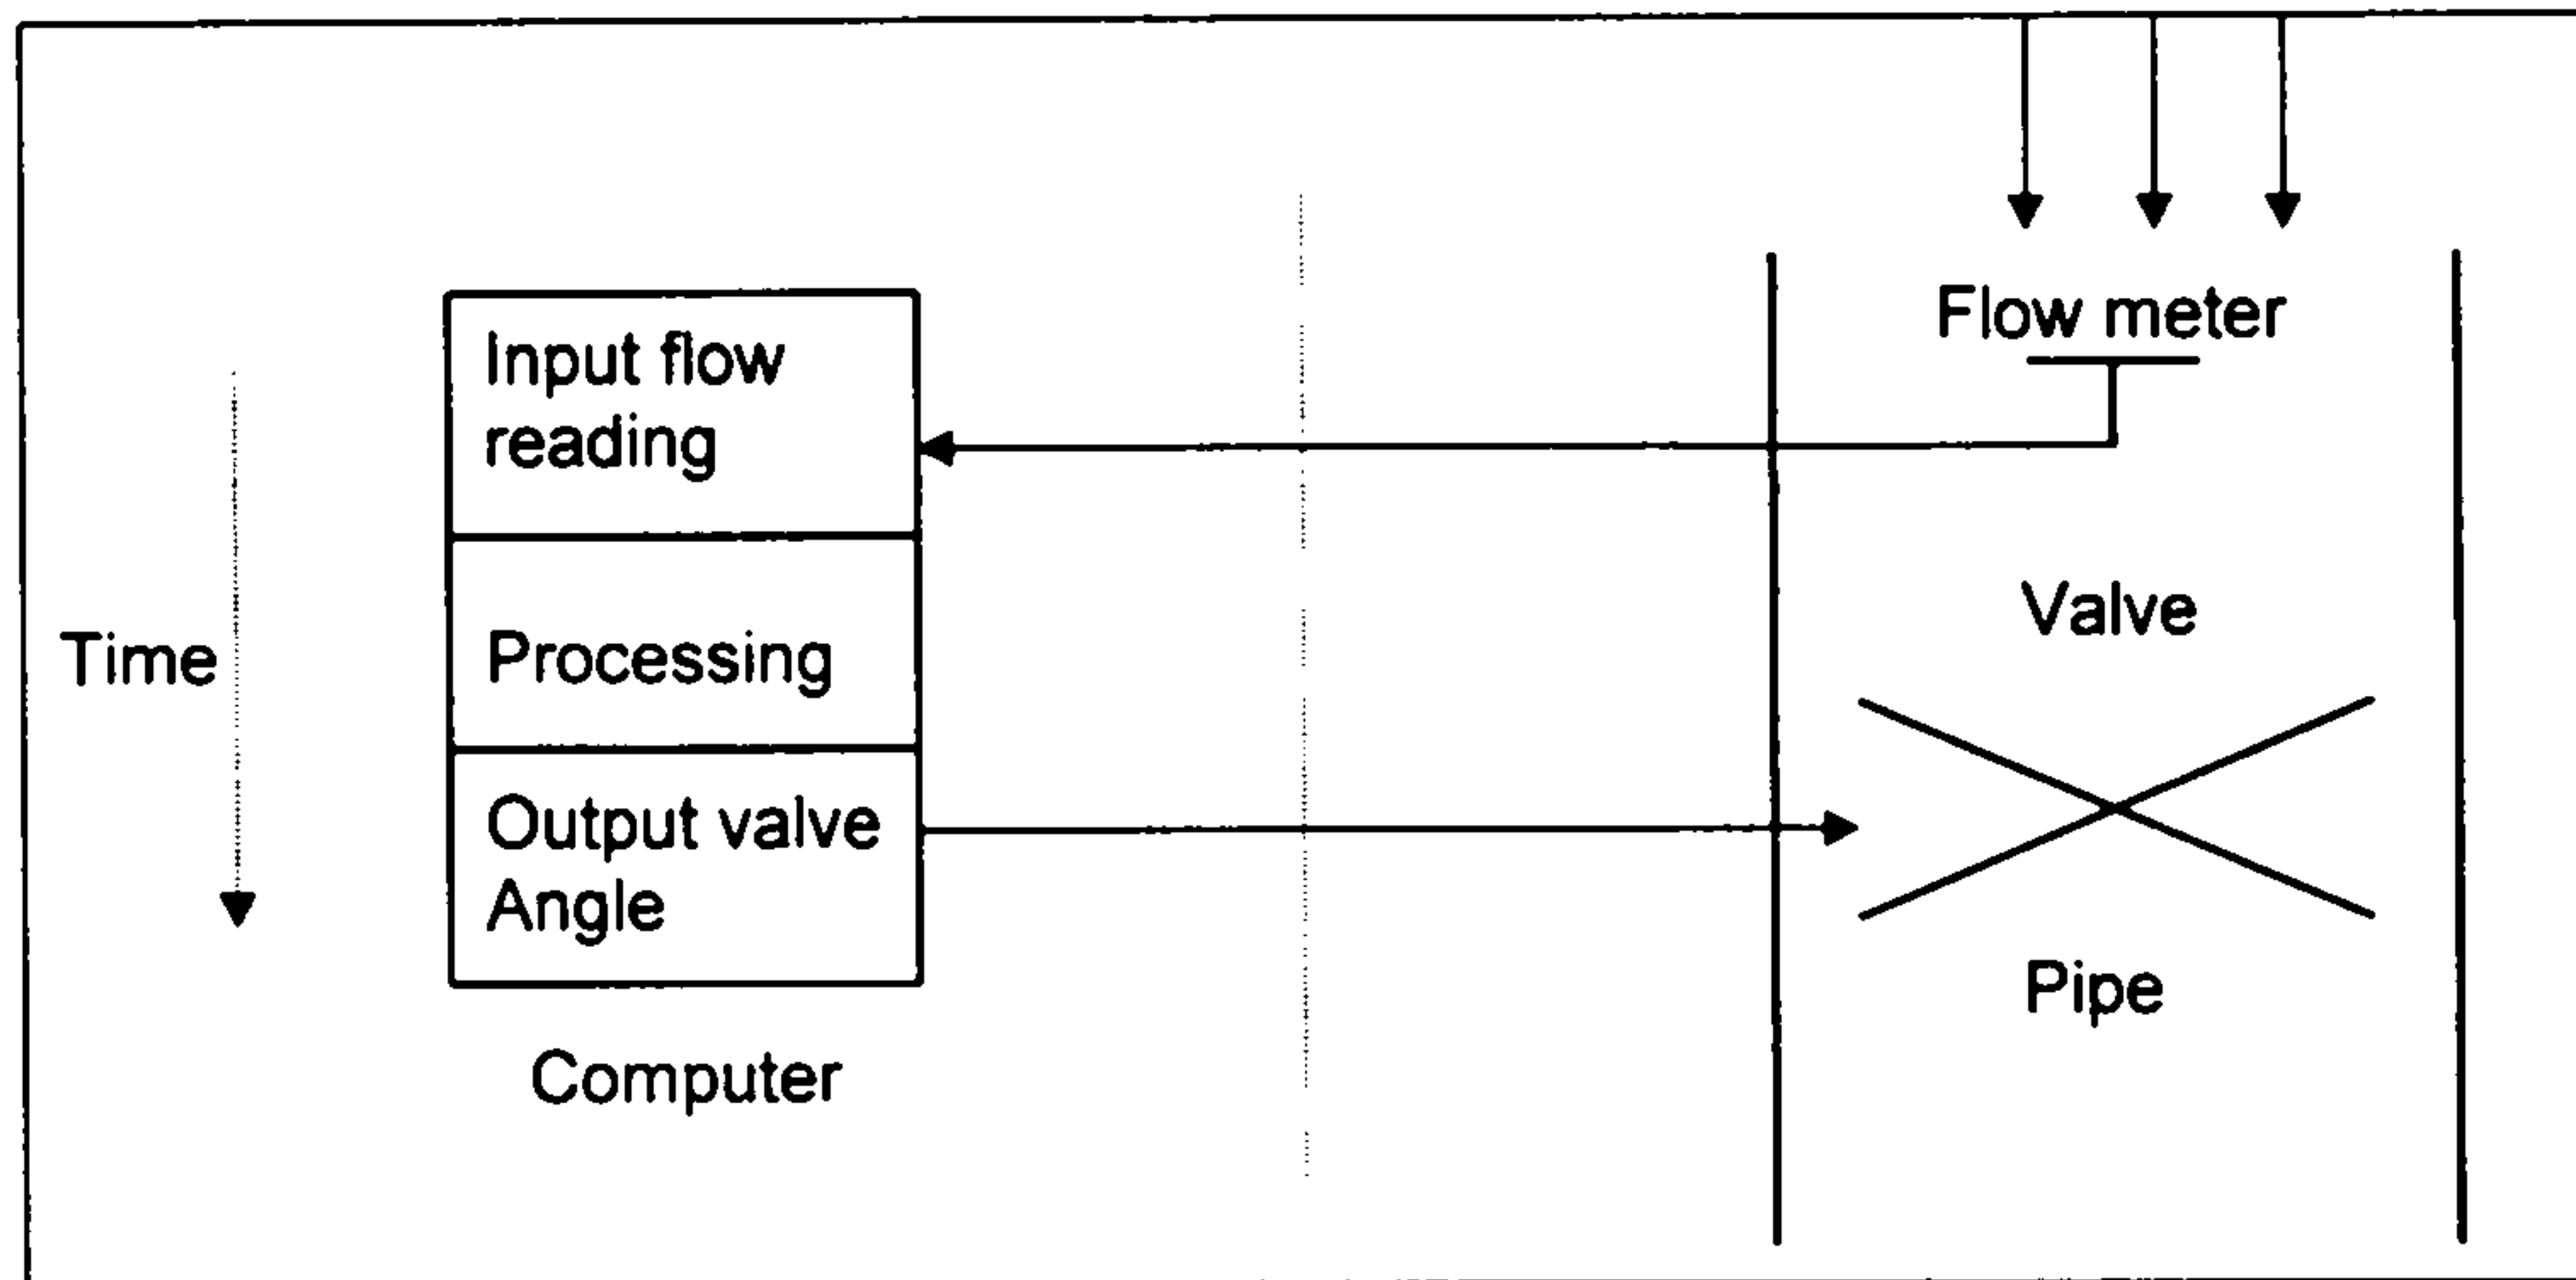 Flow meter
Input flow
reading
Valve
Time
Processing
Output valve
Angle
Pipe
Computer